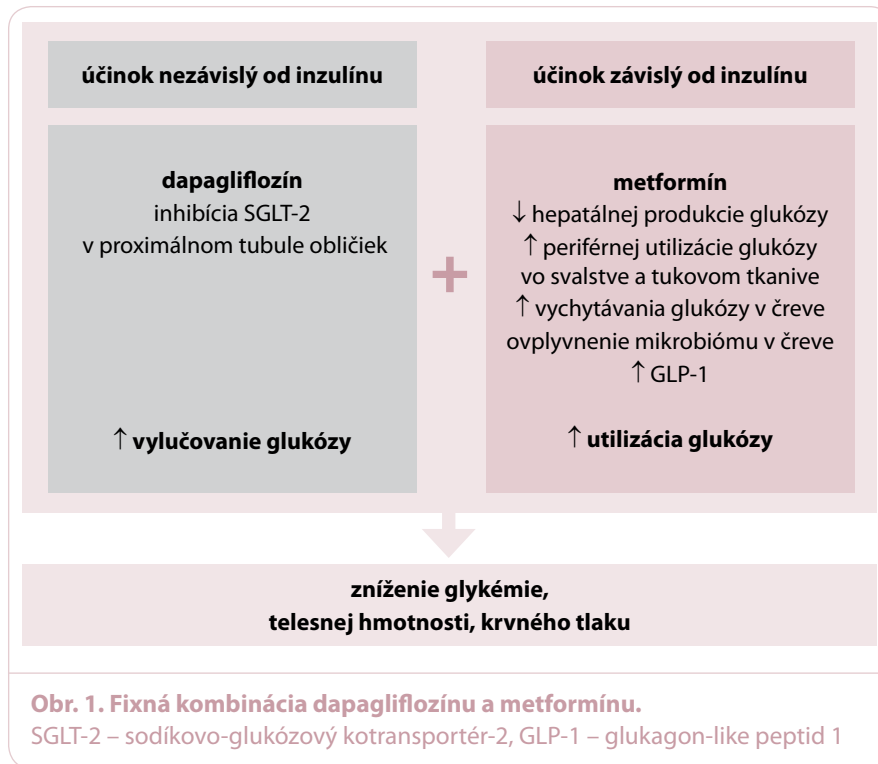 účinok nezávislý od inzulínu
dapagliflozín
inhibícia SGLT-2
v proximálnom tubule obličiek
↑ vylučovanie glukózy
+
účinok závislý od inzulínu
metformín
↓ hepatálnej produkcie glukózy
↑ periférnej utilizácie glukózy
vo svalstve a tukovom tkanive
↑ vychytávania glukózy v čreve
ovplyvnenie mikrobiómu v čreve
↑ GLP-1
↑ utilizácia glukózy
zníženie glykémie,
telesnej hmotnosti, krvného tlaku
Obr. 1. Fixná kombinácia dapagliflozínu a metformínu.
SGLT-2 – sodíkovo-glukózový kotransportér-2, GLP-1 – glukagon-like peptid 1